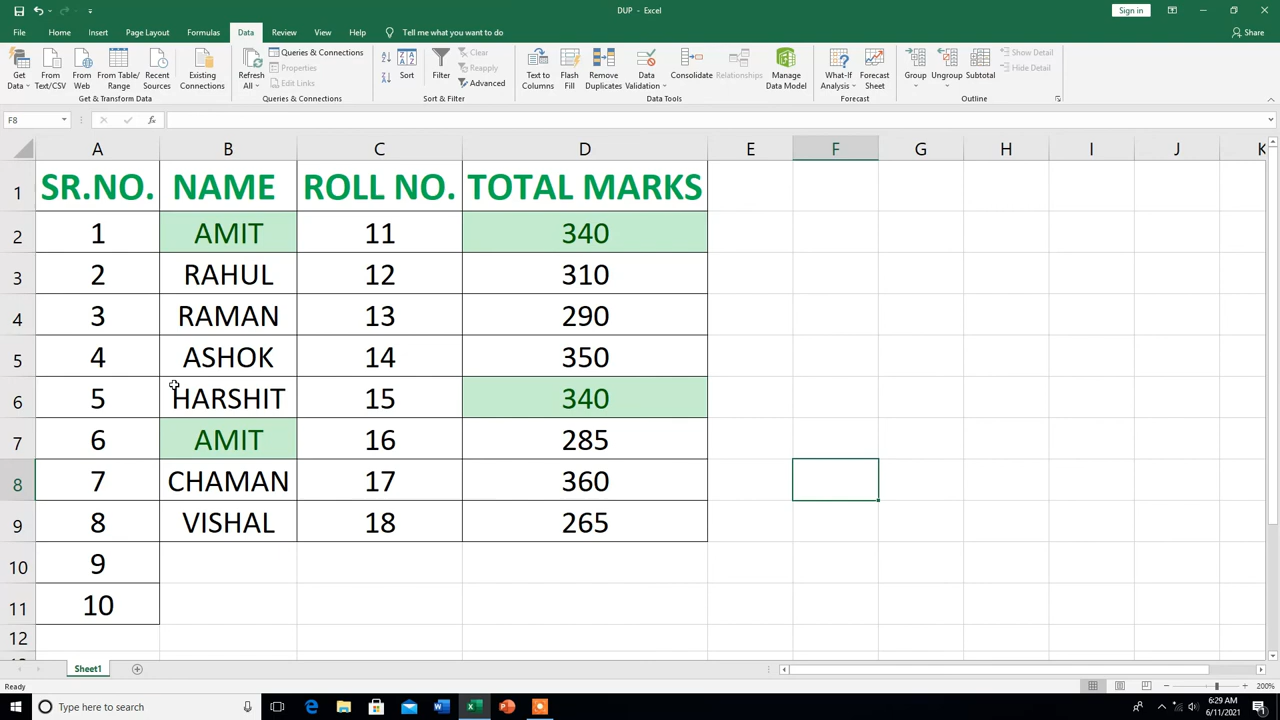 DUP - Excel
Sign in
File Home Insert Page Layout Formulas Data Review View Help Tell me what you want to do Share
Get Data From Text/CSV From Web From Table/Range Recent Sources Existing Connections
Get & Transform Data
Refresh All Queries & Connections Properties Edit Links
Queries & Connections
Sort Filter Clear Reapply Advanced
Sort & Filter
Text to Columns Flash Fill Remove Duplicates Data Validation Consolidate Relationships Manage Data Model
Data Tools
What-If Analysis Forecast Sheet
Forecast
Group Ungroup Subtotal Show Detail Hide Detail
Outline
F8 fx
A B C D E F G H I J K
1 SR.NO. NAME ROLL NO. TOTAL MARKS
2 1 AMIT 11 340
3 2 RAHUL 12 310
4 3 RAMAN 13 290
5 4 ASHOK 14 350
6 5 HARSHIT 15 340
7 6 AMIT 16 285
8 7 CHAMAN 17 360
9 8 VISHAL 18 265
10 9
11 10
12
Sheet1
Ready 200%
Type here to search
6:29 AM
6/11/2021